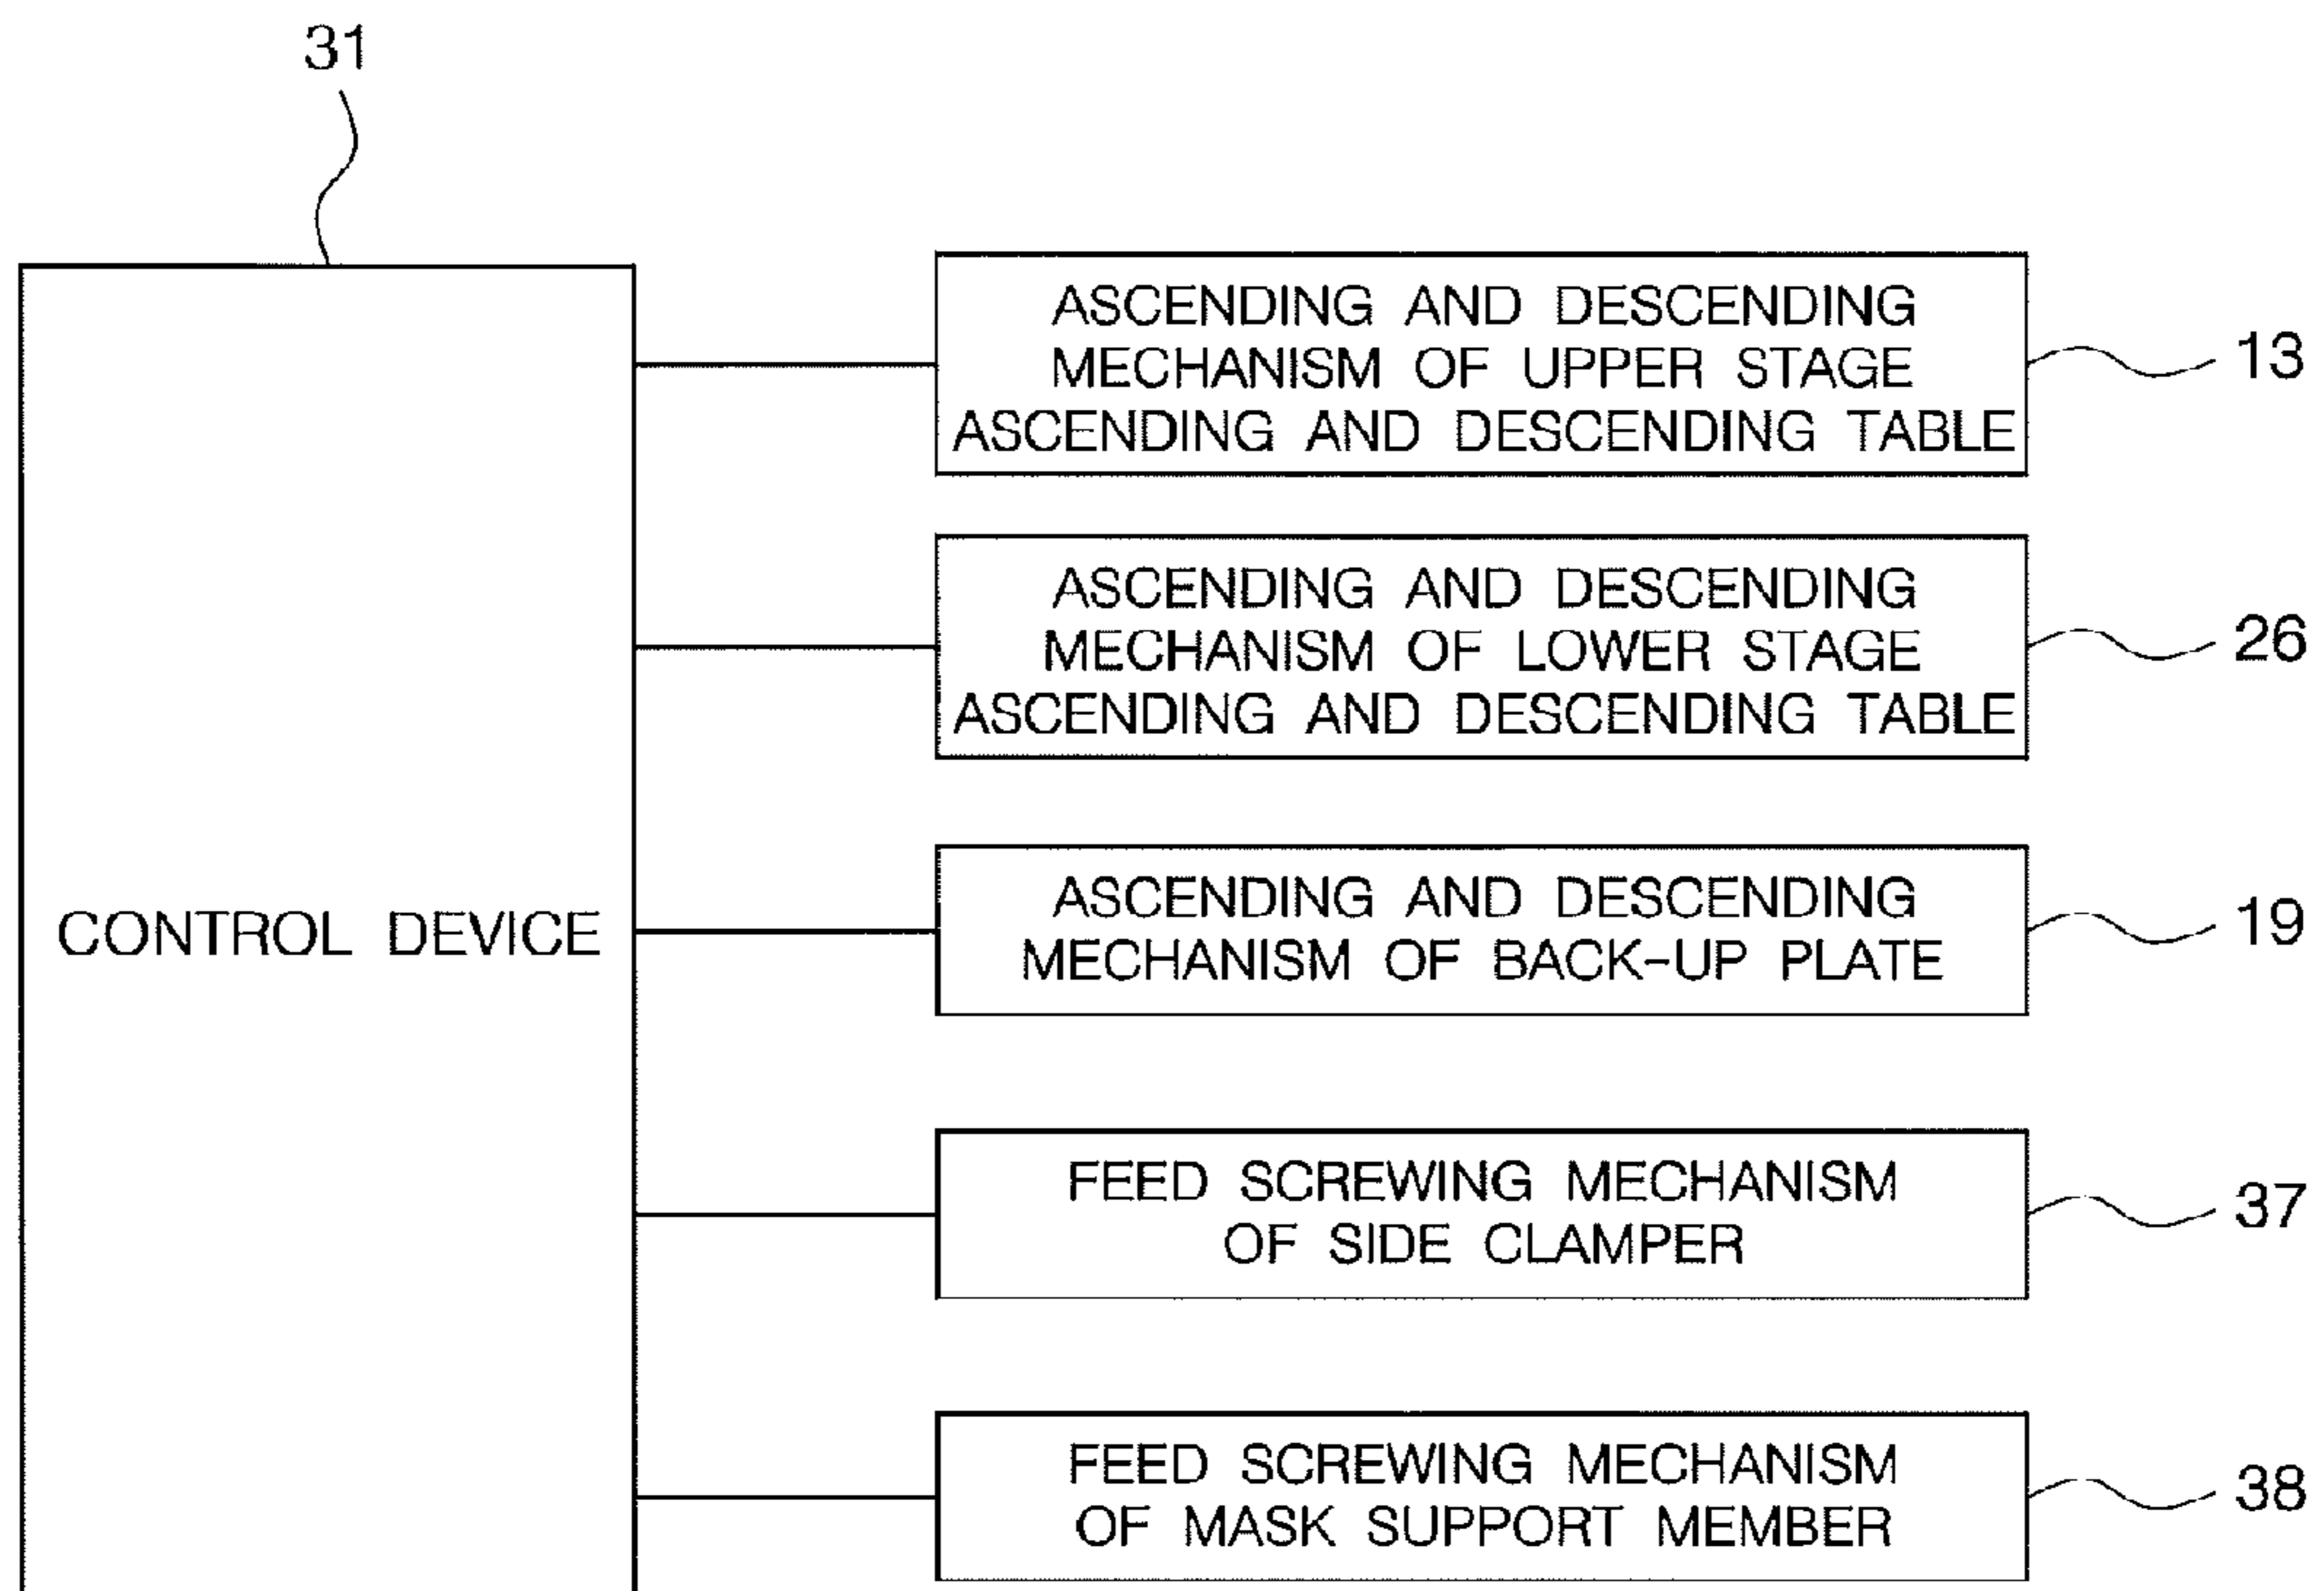 31
ASCENDING AND DESCENDING
MECHANISM OF UPPER STAGE
ASCENDING AND DESCENDING TABLE
13
ASCENDING AND DESCENDING
MECHANISM OF LOWER STAGE
ASCENDING AND DESCENDING TABLE
26
CONTROL DEVICE
ASCENDING AND DESCENDING
MECHANISM OF BACK-UP PLATE
19
FEED SCREWING MECHANISM
OF SIDE CLAMPER
37
FEED SCREWING MECHANISM
OF MASK SUPPORT MEMBER
38